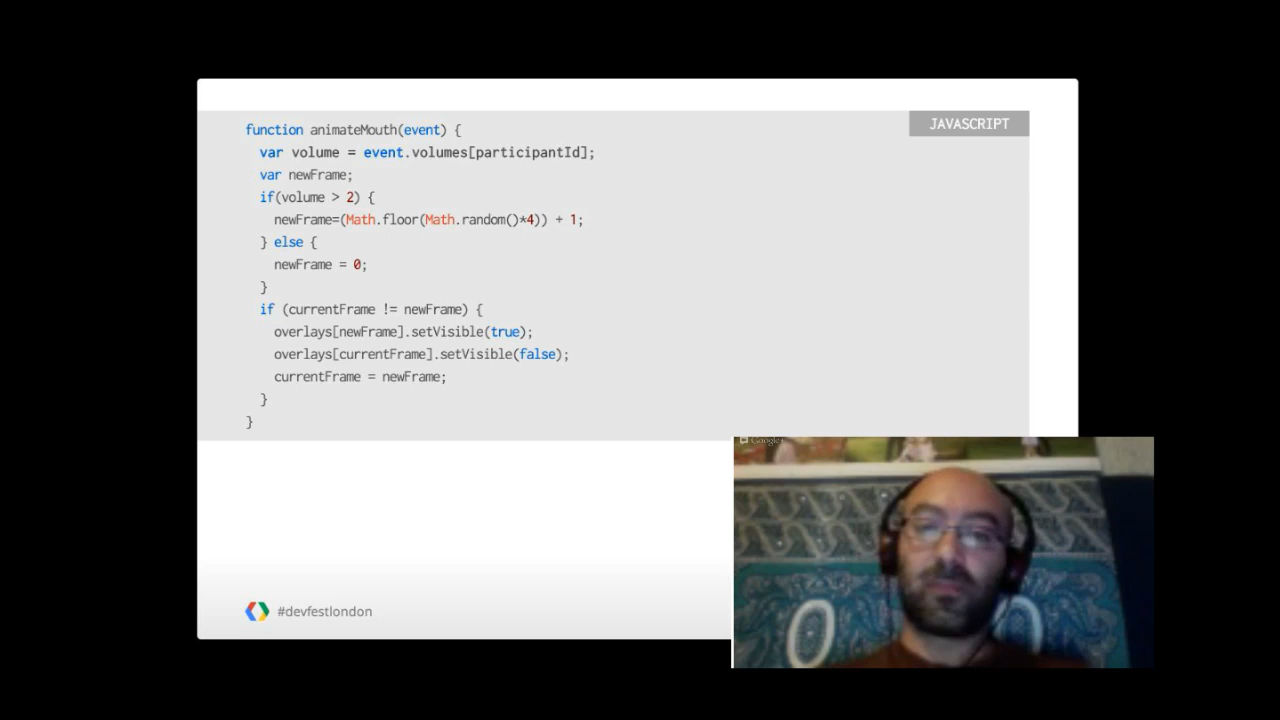 JAVASCRIPT
function animateMouth(event) {
var volume = event.volumes[participantId];
var newFrame;
if(volume > 2) {
newFrame=(Math.floor(Math.random()*4)) + 1;
} else {
newFrame = 0;
}
if (currentFrame != newFrame) {
overlays[newFrame].setVisible(true);
overlays[currentFrame].setVisible(false);
currentFrame = newFrame;
}
}
Google
#devfestlondon